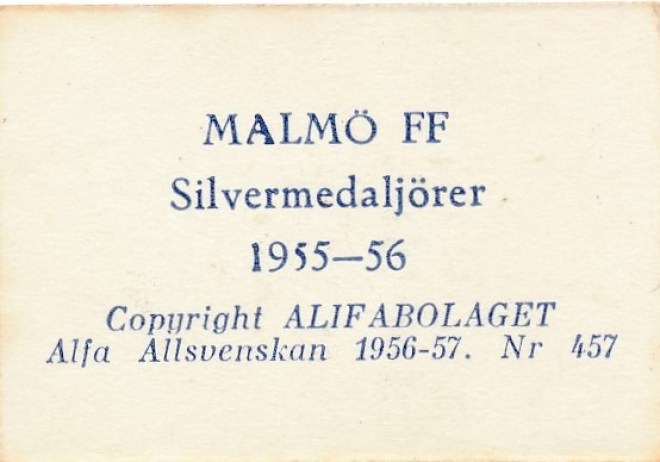 MALMÖ FF
Silvermedaljörer
1955—56
Copyright ALIFABOLAGET
Alfa Allsvenskan 1956-57. Nr 457